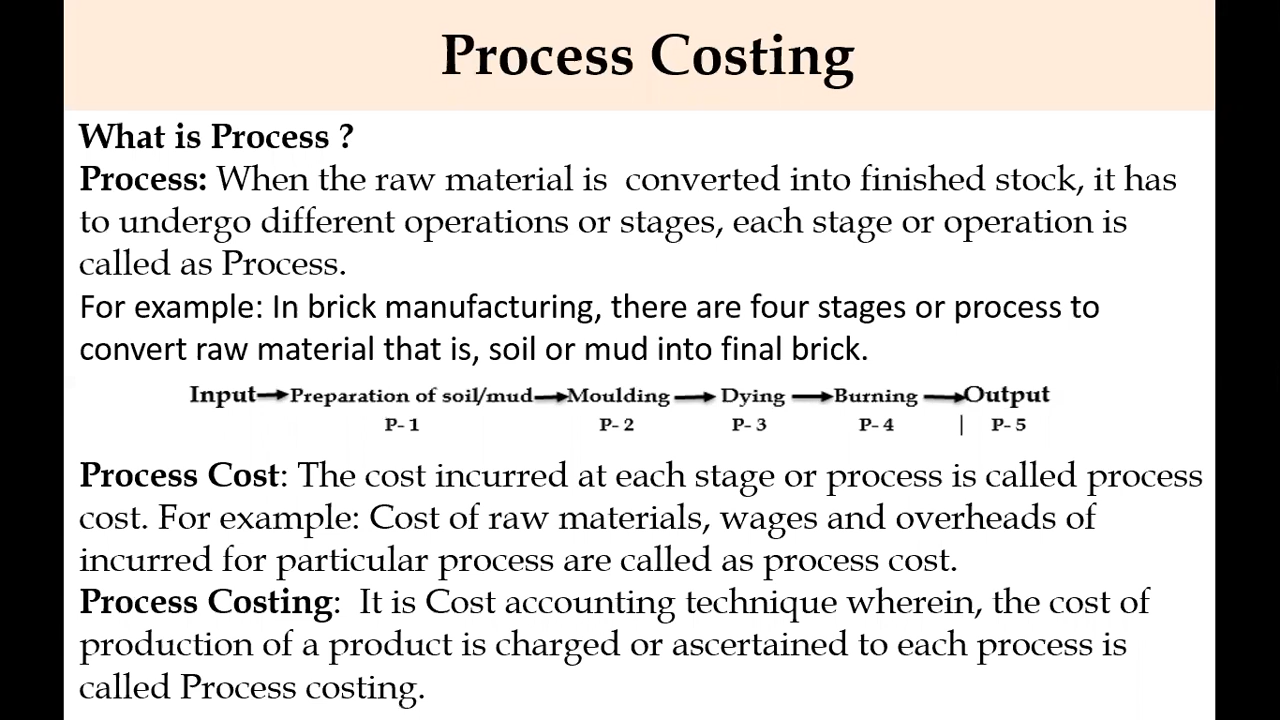 Process Costing
What is Process ?
Process: When the raw material is converted into finished stock, it has
to undergo different operations or stages, each stage or operation is
called as Process.
For example: In brick manufacturing, there are four stages or process to
convert raw material that is, soil or mud into final brick.
Input→Preparation of soil/mud→Moulding→Dying→Burning→Output
P- 1 P- 2 P- 3 P- 4 | P- 5
Process Cost: The cost incurred at each stage or process is called process
cost. For example: Cost of raw materials, wages and overheads of
incurred for particular process are called as process cost.
Process Costing: It is Cost accounting technique wherein, the cost of
production of a product is charged or ascertained to each process is
called Process costing.